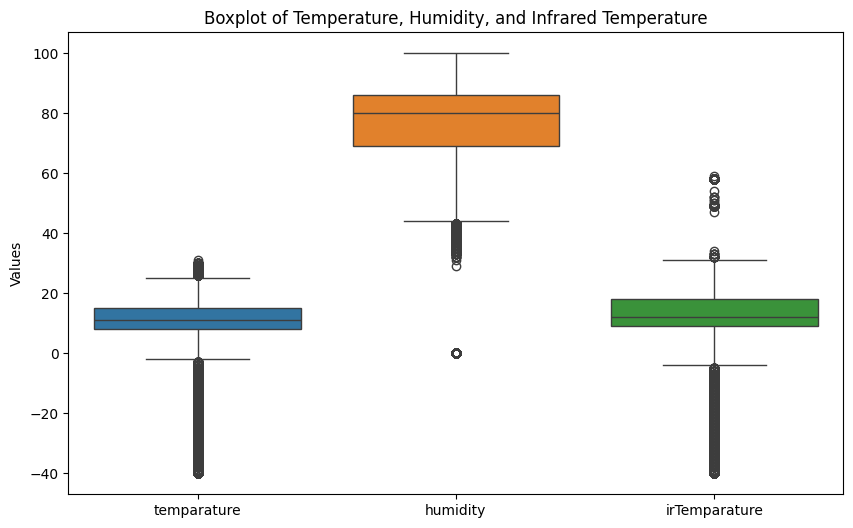 Boxplot of Temperature, Humidity, and Infrared Temperature
100
80
60
40
20
0
−20
−40
Values
temparature humidity irTemparature